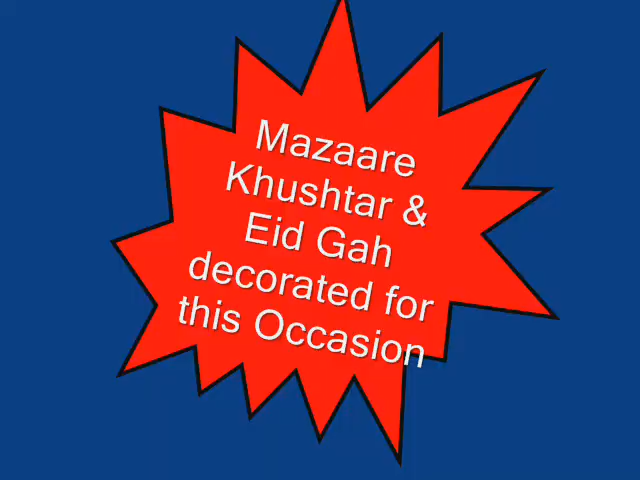 Mazaare
Khushtar &
Eid Gah
decorated for
this Occasion